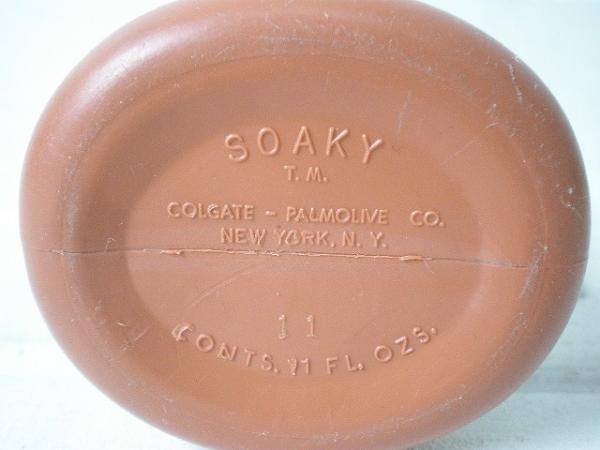 SOAKY
T.M.
COLGATE - PALMOLIVE CO.
NEW YORK, N. Y.
11
CONTS. 11 FL. OZS.